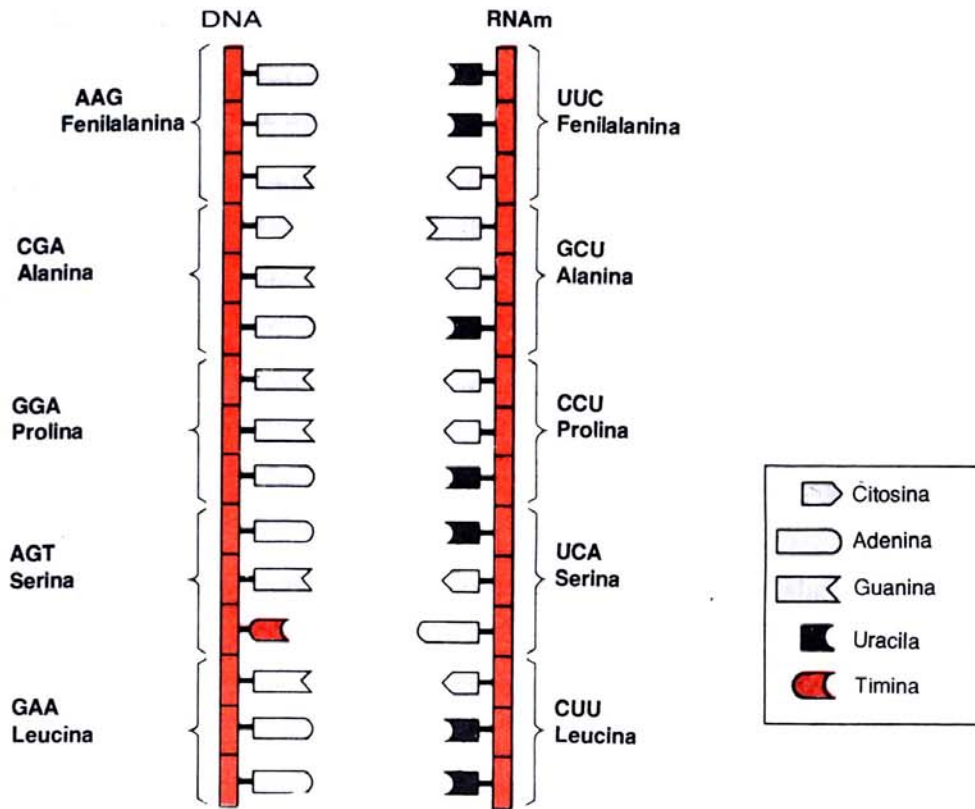 DNA
RNAm
AAG
Fenilalanina
UUC
Fenilalanina
CGA
Alanina
GCU
Alanina
GGA
Prolina
CCU
Prolina
AGT
Serina
UCA
Serina
GAA
Leucina
CUU
Leucina
Citosina
Adenina
Guanina
Uracila
Timina